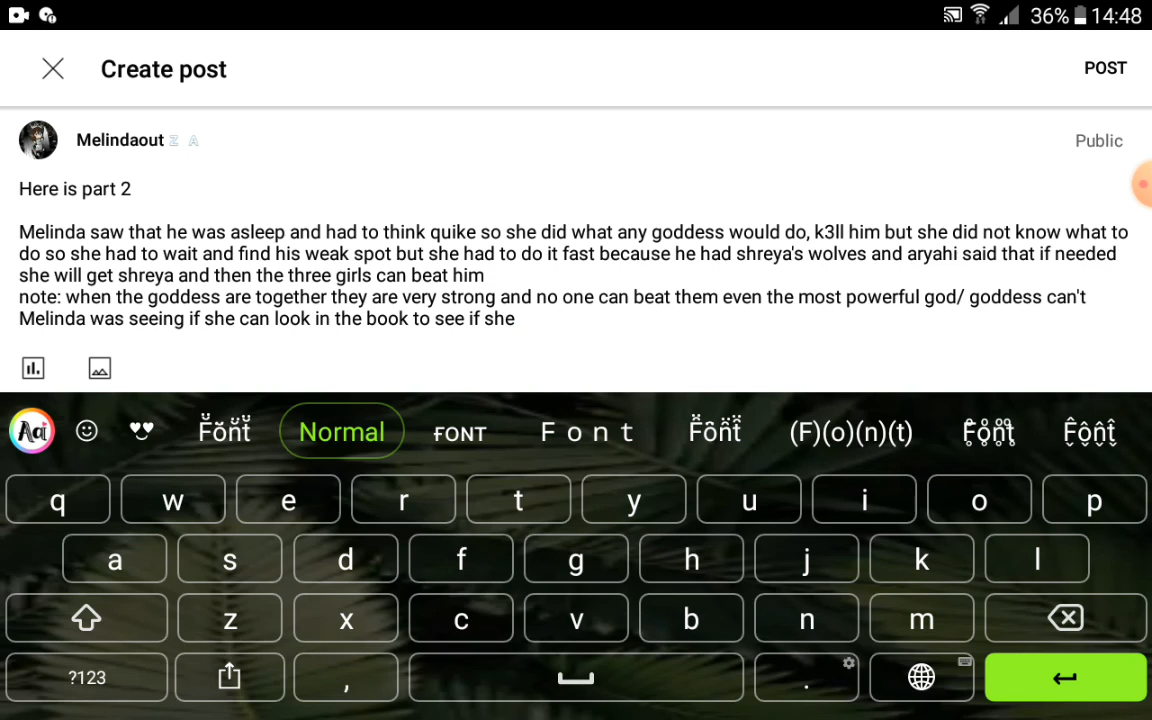 36% 14:48
Create post POST
Melindaout Z A Public
Here is part 2
Melinda saw that he was asleep and had to think quike so she did what any goddess would do, k3ll him but she did not know what to
do so she had to wait and find his weak spot but she had to do it fast because he had shreya's wolves and aryahi said that if needed
she will get shreya and then the three girls can beat him
note: when the goddess are together they are very strong and no one can beat them even the most powerful god/ goddess can't
Melinda was seeing if she can look in the book to see if she
Aa F̆ŏn̆t̆ Normal ꜰᴏɴᴛ F o n t F̈ö̂n̈ẗ (F)(o)(n)(t) F̥o̥n̥t̥ F̂ôn̂t̂
q w e r t y u i o p
a s d f g h j k l
z x c v b n m
?123 , .